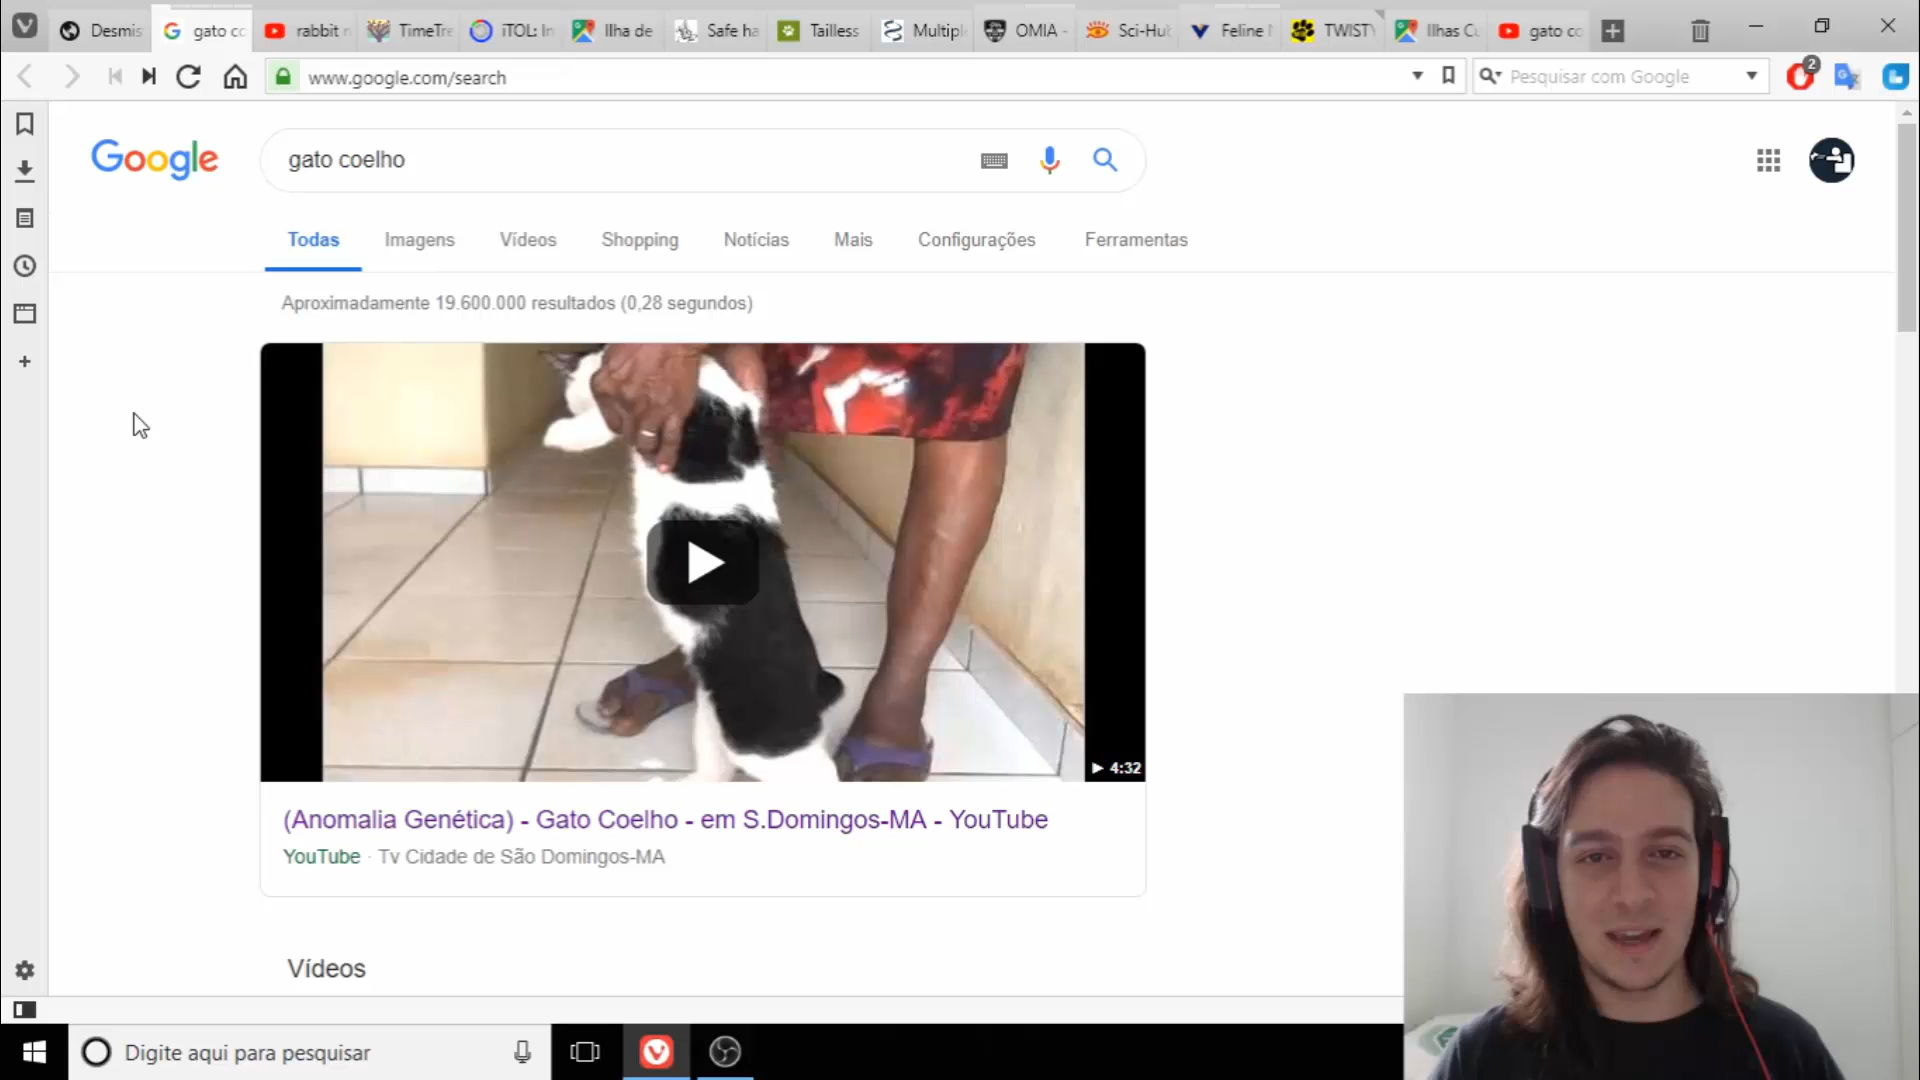 Desmis
gato co
rabbit r
TimeTre
iTOL: In
Ilha de
Safe ha
Tailless
Multipl
OMIA -
Sci-Hu
Feline
TWISTY
Ilhas Cu
gato co
www.google.com/search
Pesquisar com Google
2
Google
gato coelho
Todas
Imagens
Vídeos
Shopping
Notícias
Mais
Configurações
Ferramentas
Aproximadamente 19.600.000 resultados (0,28 segundos)
4:32
(Anomalia Genética) - Gato Coelho - em S.Domingos-MA - YouTube
YouTube · Tv Cidade de São Domingos-MA
Vídeos
Digite aqui para pesquisar